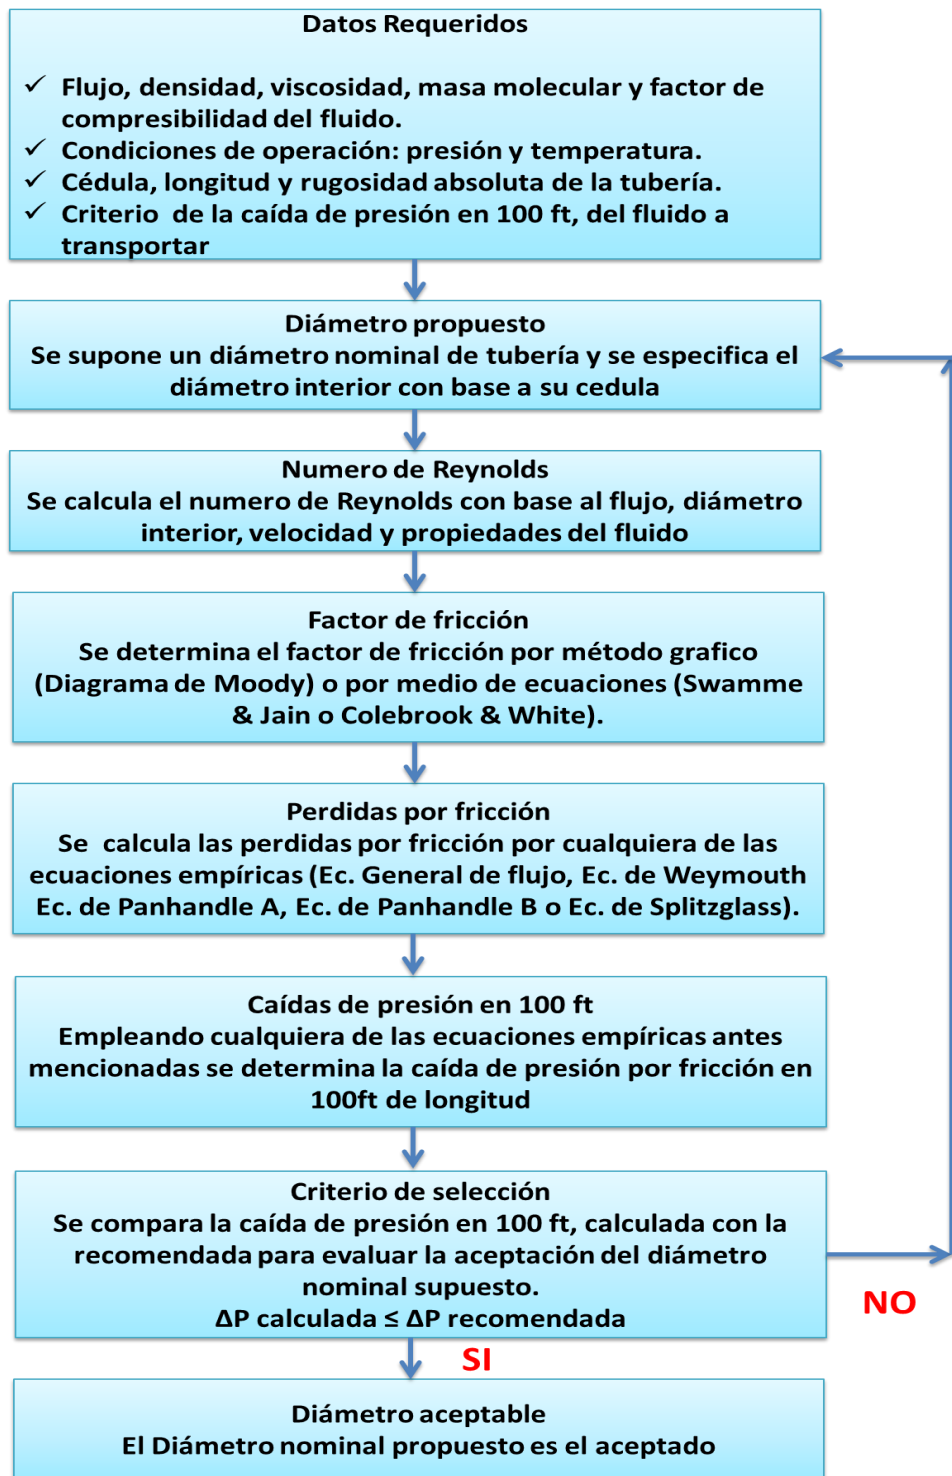 Datos Requeridos
✓ Flujo, densidad, viscosidad, masa molecular y factor de
compresibilidad del fluido.
✓ Condiciones de operación: presión y temperatura.
✓ Cédula, longitud y rugosidad absoluta de la tubería.
✓ Criterio de la caída de presión en 100 ft, del fluido a
transportar
Diámetro propuesto
Se supone un diámetro nominal de tubería y se especifica el
diámetro interior con base a su cedula
Numero de Reynolds
Se calcula el numero de Reynolds con base al flujo, diámetro
interior, velocidad y propiedades del fluido
Factor de fricción
Se determina el factor de fricción por método grafico
(Diagrama de Moody) o por medio de ecuaciones (Swamme
& Jain o Colebrook & White).
Perdidas por fricción
Se calcula las perdidas por fricción por cualquiera de las
ecuaciones empíricas (Ec. General de flujo, Ec. de Weymouth
Ec. de Panhandle A, Ec. de Panhandle B o Ec. de Splitzglass).
Caídas de presión en 100 ft
Empleando cualquiera de las ecuaciones empíricas antes
mencionadas se determina la caída de presión por fricción en
100ft de longitud
Criterio de selección
Se compara la caída de presión en 100 ft, calculada con la
recomendada para evaluar la aceptación del diámetro
nominal supuesto.
ΔP calculada ≤ ΔP recomendada
NO
SI
Diámetro aceptable
El Diámetro nominal propuesto es el aceptado